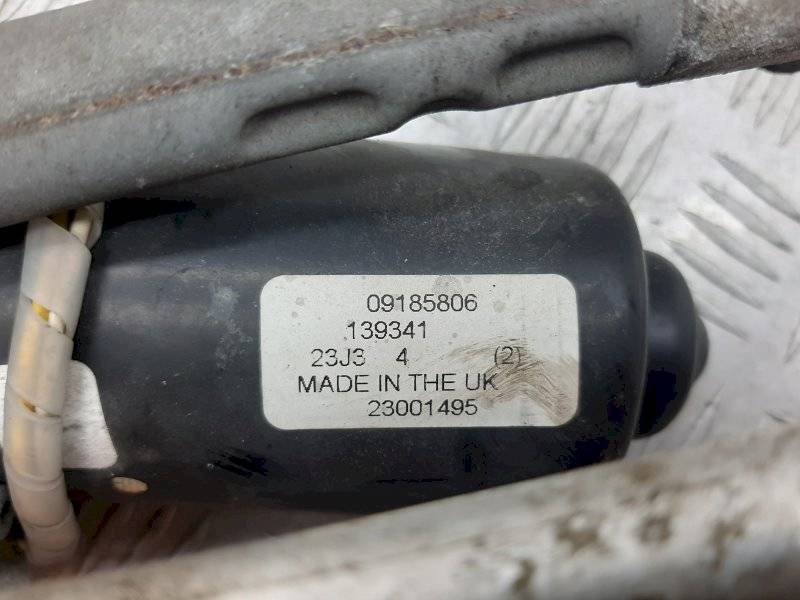 09185806
139341
23J3 4 (2)
MADE IN THE UK
23001495